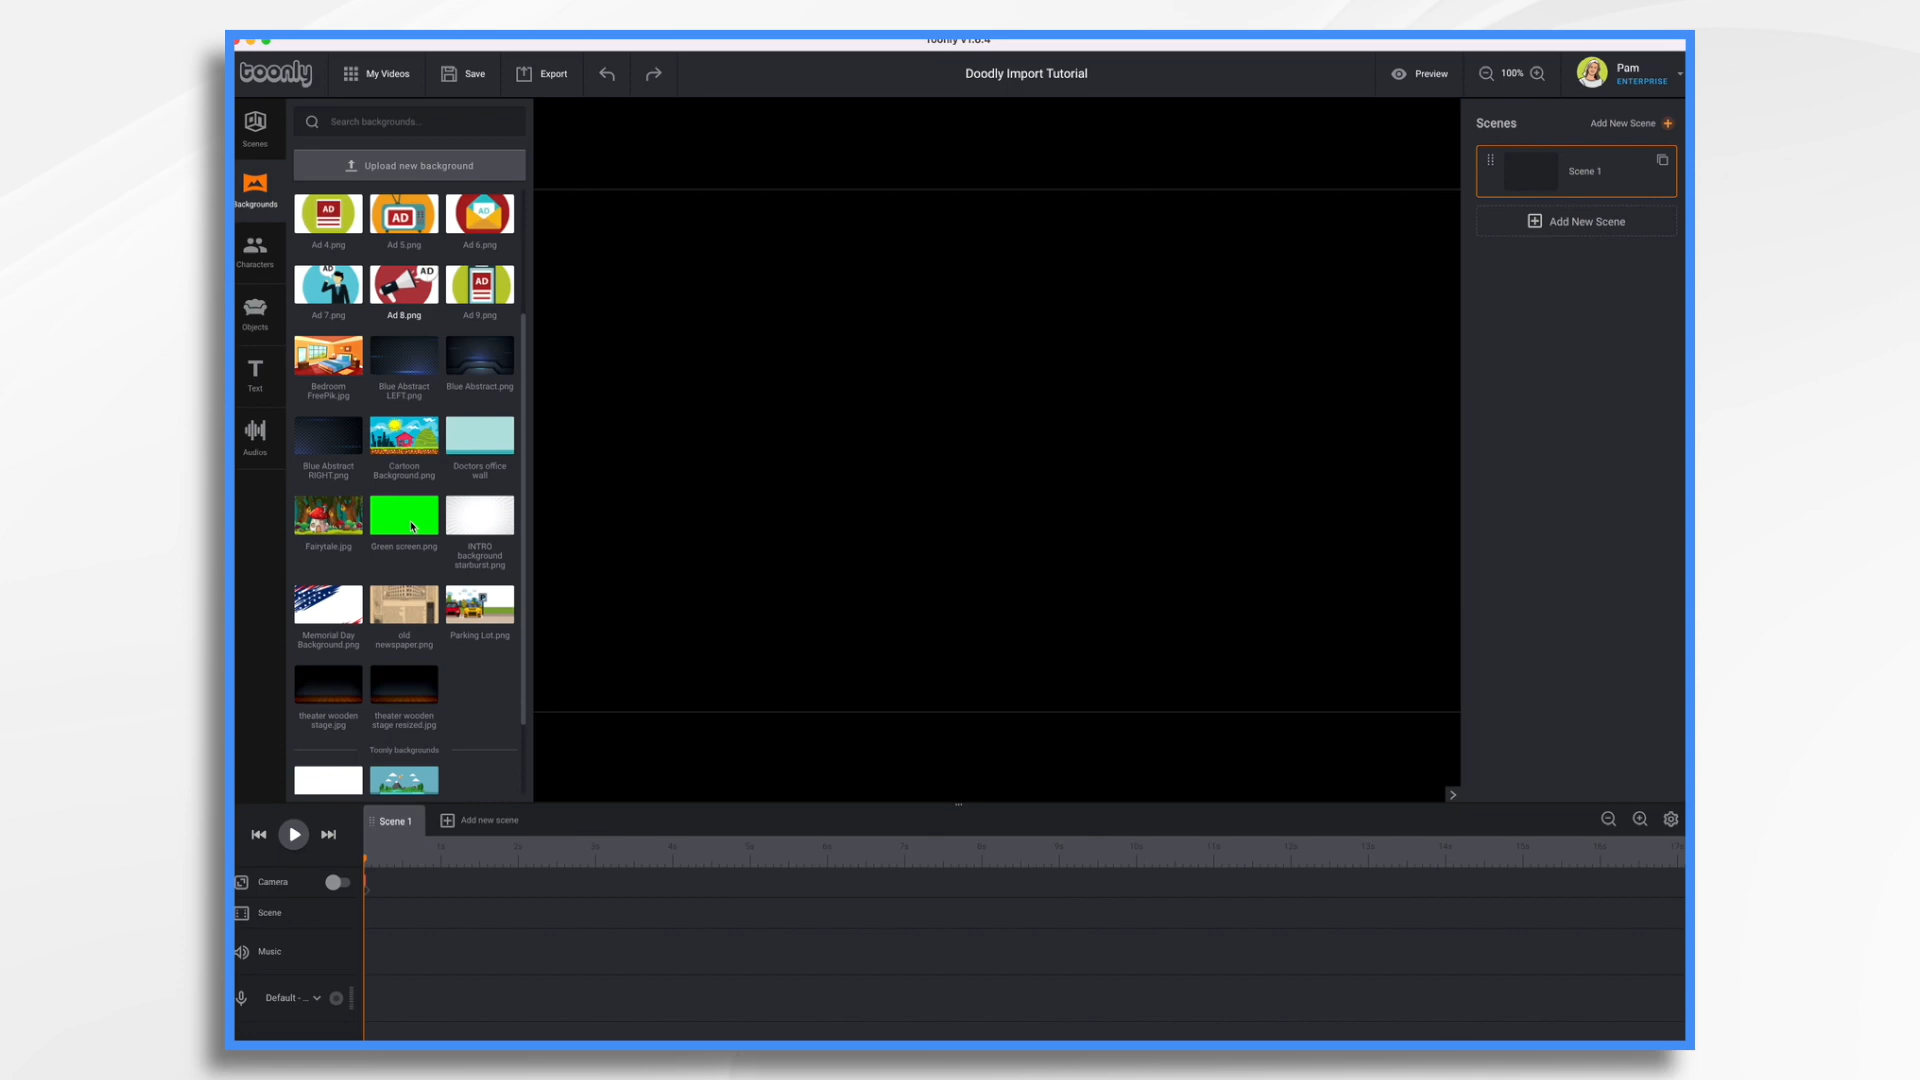 Toonly v1.6.4
toonly
My Videos
Save
Export
Doodly Import Tutorial
Preview
100%
Pam
ENTERPRISE
Scenes
Backgrounds
Characters
Objects
Text
Audios
Search backgrounds...
Upload new background
AD
AD
AD
Ad 4.png
Ad 5.png
Ad 6.png
AD
AD
AD
Ad 7.png
Ad 8.png
Ad 9.png
Bedroom
FreePik.jpg
Blue Abstract
LEFT.png
Blue Abstract.png
Blue Abstract
RIGHT.png
Cartoon
Background.png
Doctors office
wall
Fairytale.jpg
Green screen.png
INTRO
background
starburst.png
Memorial Day
Background.png
old
newspaper.png
Parking Lot.png
theater wooden
stage.jpg
theater wooden
stage resized.jpg
Toonly backgrounds
Scenes
Add New Scene
Scene 1
Add New Scene
Scene 1
Add new scene
1s 2s 3s 4s 5s 6s 7s 8s 9s 10s 11s 12s 13s 14s 15s 16s 17s
Camera
Scene
Music
Default - ...